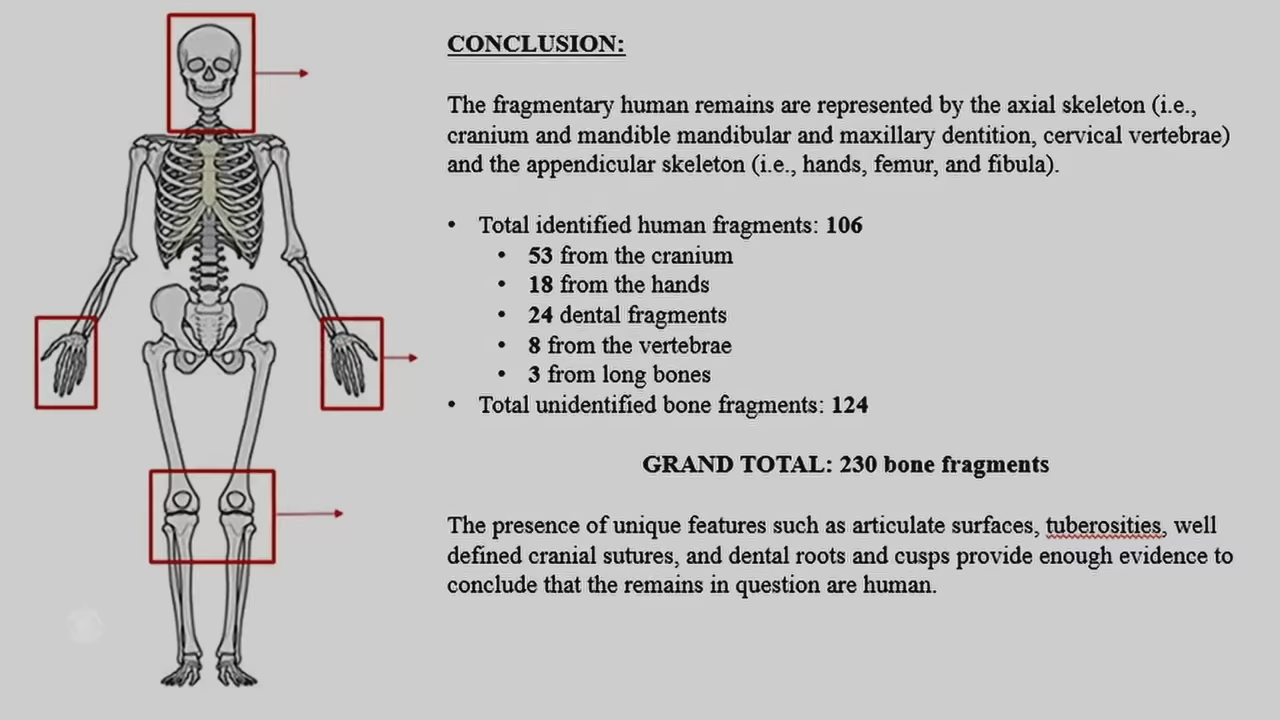 CONCLUSION:
The fragmentary human remains are represented by the axial skeleton (i.e.,
cranium and mandible mandibular and maxillary dentition, cervical vertebrae)
and the appendicular skeleton (i.e., hands, femur, and fibula).
• Total identified human fragments: 106
• 53 from the cranium
• 18 from the hands
• 24 dental fragments
• 8 from the vertebrae
• 3 from long bones
• Total unidentified bone fragments: 124
GRAND TOTAL: 230 bone fragments
The presence of unique features such as articulate surfaces, tuberosities, well
defined cranial sutures, and dental roots and cusps provide enough evidence to
conclude that the remains in question are human.